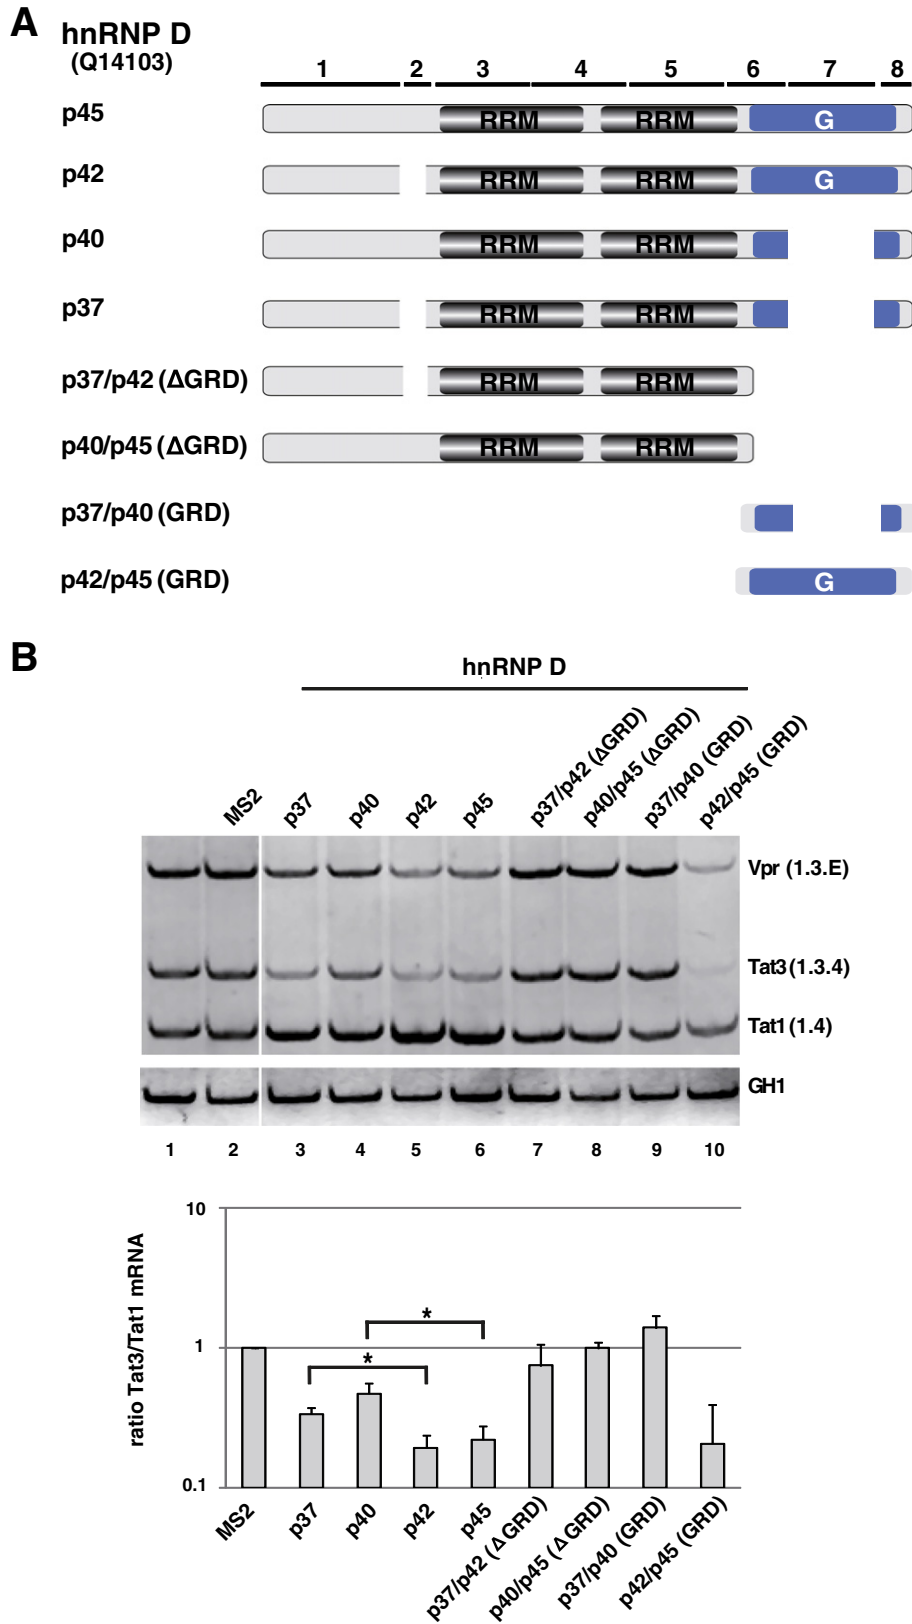 A
hnRNP D
(Q14103)
1 2 3 4 5 6 7 8
p45 RRM RRM G
p42 RRM RRM G
p40 RRM RRM
p37 RRM RRM
p37/p42 (ΔGRD) RRM RRM
p40/p45 (ΔGRD) RRM RRM
p37/p40 (GRD)
p42/p45 (GRD) G
B
hnRNP D
MS2 p37 p40 p42 p45 p37/p42 (ΔGRD) p40/p45 (ΔGRD) p37/p40 (GRD) p42/p45 (GRD)
Vpr (1.3.E)
Tat3 (1.3.4)
Tat1 (1.4)
GH1
1 2 3 4 5 6 7 8 9 10
ratio Tat3/Tat1 mRNA
10
*
1
*
0.1
MS2 p37 p40 p42 p45 p37/p42 (ΔGRD) p40/p45 (ΔGRD) p37/p40 (GRD) p42/p45 (GRD)